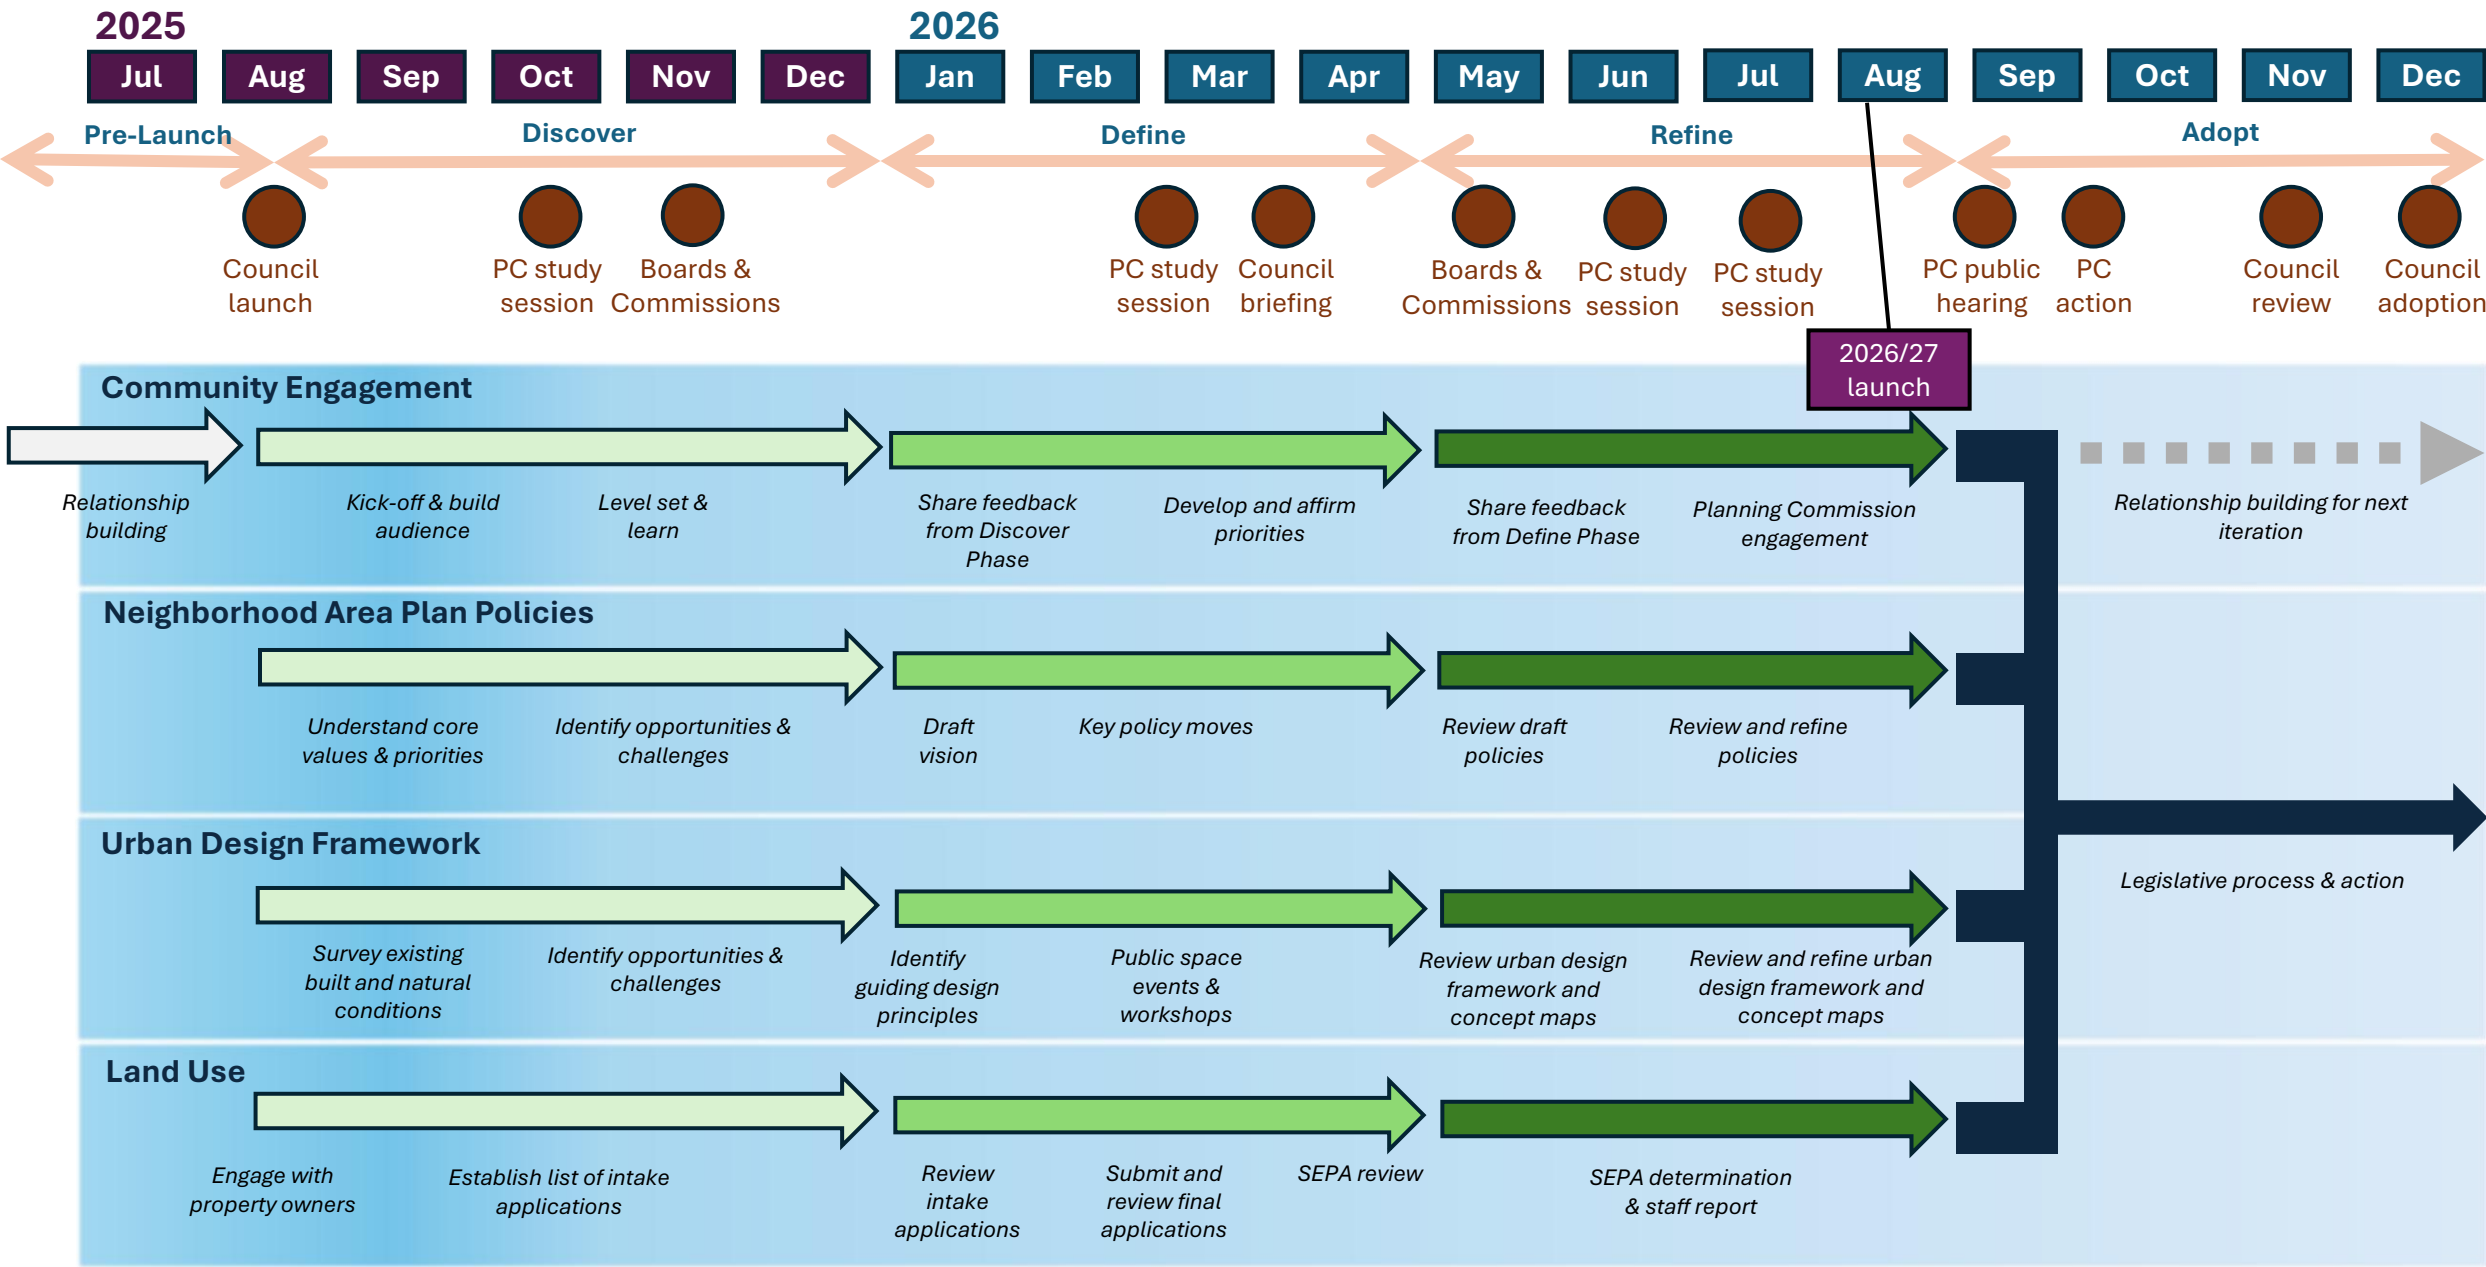 2025
2026
Jul
Aug
Sep
Oct
Nov
Dec
Jan
Feb
Mar
Apr
May
Jun
Jul
Aug
Sep
Oct
Nov
Dec
Pre-Launch
Discover
Define
Refine
Adopt
Council
launch
PC study
session
Boards &
Commissions
PC study
session
Council
briefing
Boards &
Commissions
PC study
session
PC study
session
PC public
hearing
PC
action
Council
review
Council
adoption
2026/27
launch
Community Engagement
Relationship
building
Kick-off & build
audience
Level set &
learn
Share feedback
from Discover
Phase
Develop and affirm
priorities
Share feedback
from Define Phase
Planning Commission
engagement
Relationship building for next
iteration
Neighborhood Area Plan Policies
Understand core
values & priorities
Identify opportunities &
challenges
Draft
vision
Key policy moves
Review draft
policies
Review and refine
policies
Urban Design Framework
Survey existing
built and natural
conditions
Identify opportunities &
challenges
Identify
guiding design
principles
Public space
events &
workshops
Review urban design
framework and
concept maps
Review and refine urban
design framework and
concept maps
Legislative process & action
Land Use
Engage with
property owners
Establish list of intake
applications
Review
intake
applications
Submit and
review final
applications
SEPA review
SEPA determination
& staff report